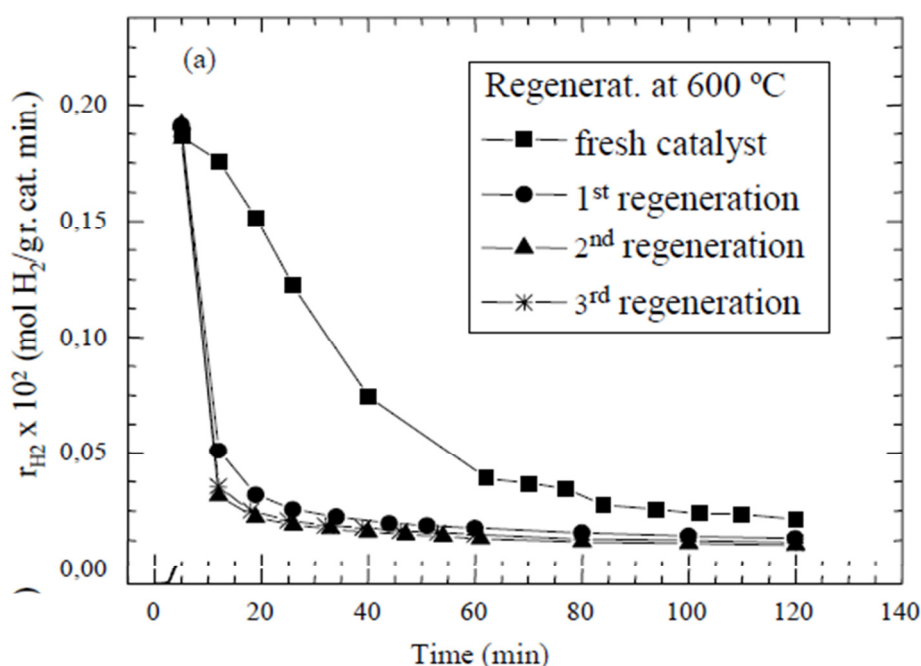 (a)
Regenerat. at 600 ºC
fresh catalyst
1st regeneration
2nd regeneration
3rd regeneration
0,20
0,15
0,10
0,05
0,00
rH2 x 10² (mol H2/gr. cat. min.)
)
0 20 40 60 80 100 120 140
Time (min)